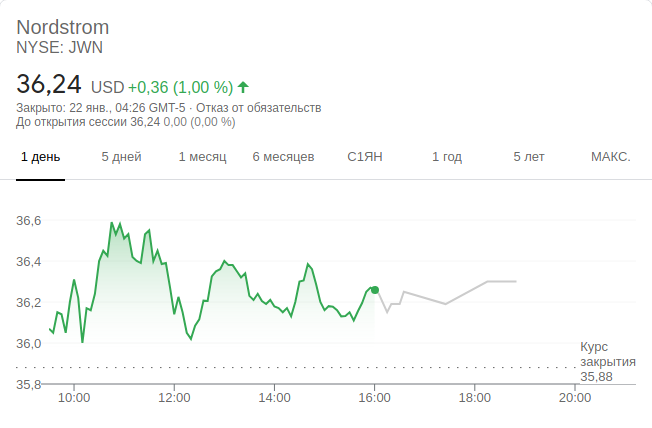 Nordstrom
NYSE: JWN
36,24 USD +0,36 (1,00 %)
Закрыто: 22 янв., 04:26 GMT-5 · Отказ от обязательств
До открытия сессии 36,24 0,00 (0,00 %)
1 день 5 дней 1 месяц 6 месяцев С1ЯН 1 год 5 лет МАКС.
36,6
36,4
36,2
36,0
Курс
закрытия
35,88
35,8
10:00 12:00 14:00 16:00 18:00 20:00